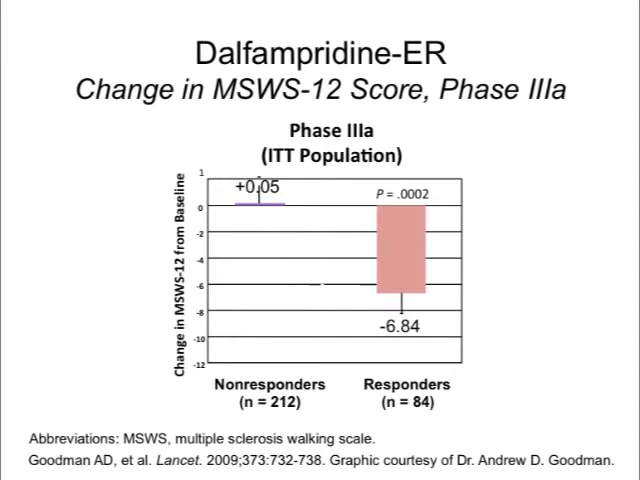 Dalfampridine-ER
Change in MSWS-12 Score, Phase IIIa
Phase IIIa
(ITT Population)
Change in MSWS-12 from Baseline
1
0
-2
-4
-6
-8
-10
-12
+0.05
P = .0002
-6.84
Nonresponders
(n = 212)
Responders
(n = 84)
Abbreviations: MSWS, multiple sclerosis walking scale.
Goodman AD, et al. Lancet. 2009;373:732-738. Graphic courtesy of Dr. Andrew D. Goodman.